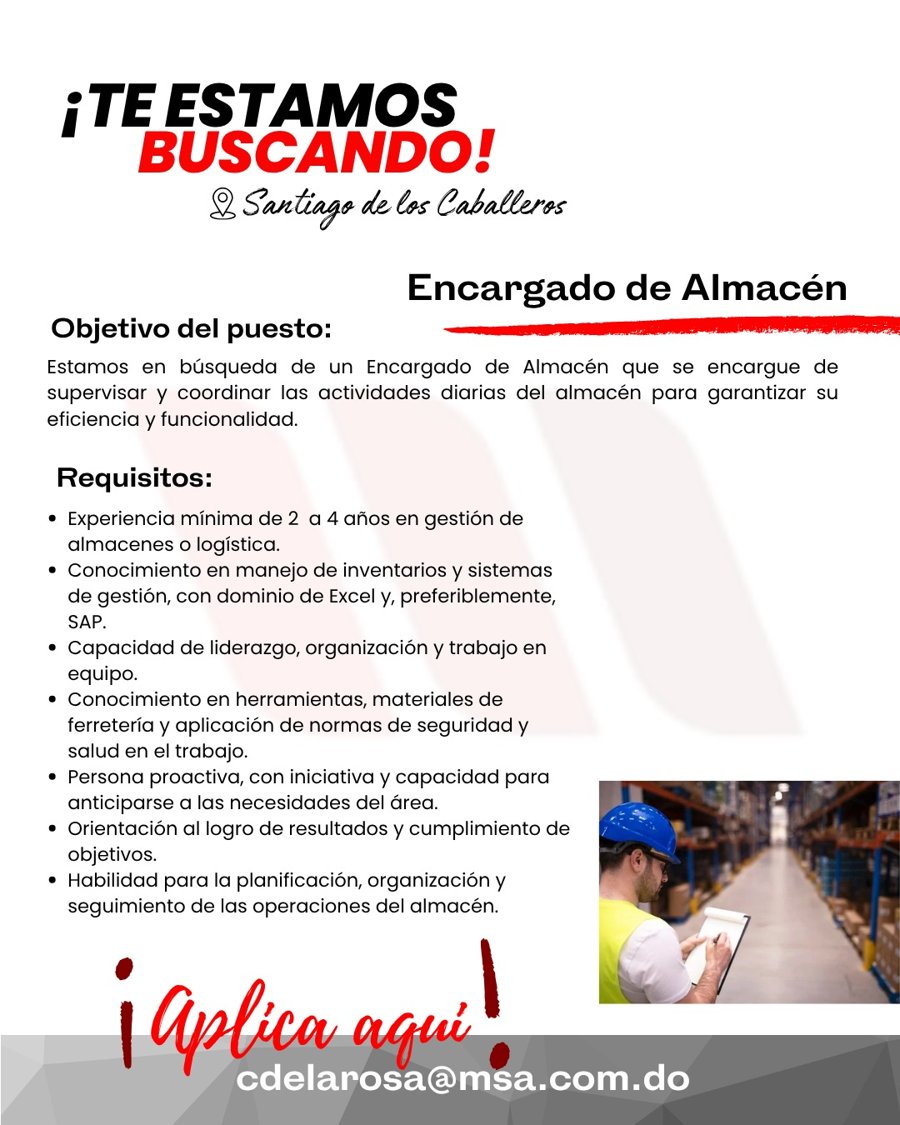 ¡TE ESTAMOS
BUSCANDO!
Santiago de los Caballeros
Encargado de Almacén
Objetivo del puesto:
Estamos en búsqueda de un Encargado de Almacén que se encargue de
supervisar y coordinar las actividades diarias del almacén para garantizar su
eficiencia y funcionalidad.
Requisitos:
• Experiencia mínima de 2 a 4 años en gestión de
almacenes o logística.
• Conocimiento en manejo de inventarios y sistemas
de gestión, con dominio de Excel y, preferiblemente,
SAP.
• Capacidad de liderazgo, organización y trabajo en
equipo.
• Conocimiento en herramientas, materiales de
ferretería y aplicación de normas de seguridad y
salud en el trabajo.
• Persona proactiva, con iniciativa y capacidad para
anticiparse a las necesidades del área.
• Orientación al logro de resultados y cumplimiento de
objetivos.
• Habilidad para la planificación, organización y
seguimiento de las operaciones del almacén.
¡Aplica aquí!
cdelarosa@msa.com.do